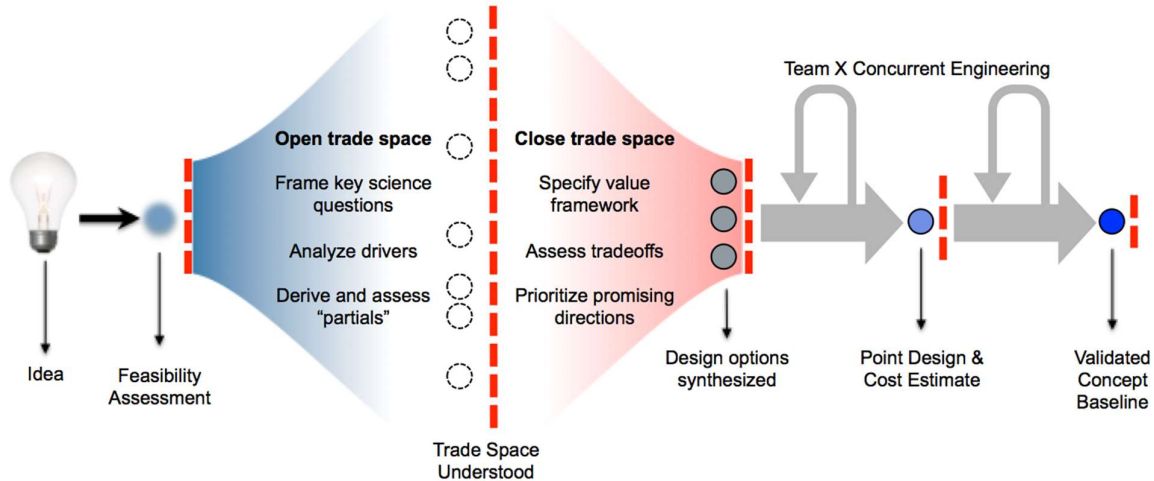 Team X Concurrent Engineering
Open trade space
Frame key science
questions
Analyze drivers
Derive and assess
“partials”
Close trade space
Specify value
framework
Assess tradeoffs
Prioritize promising
directions
Idea
Feasibility
Assessment
Trade Space
Understood
Design options
synthesized
Point Design &
Cost Estimate
Validated
Concept
Baseline